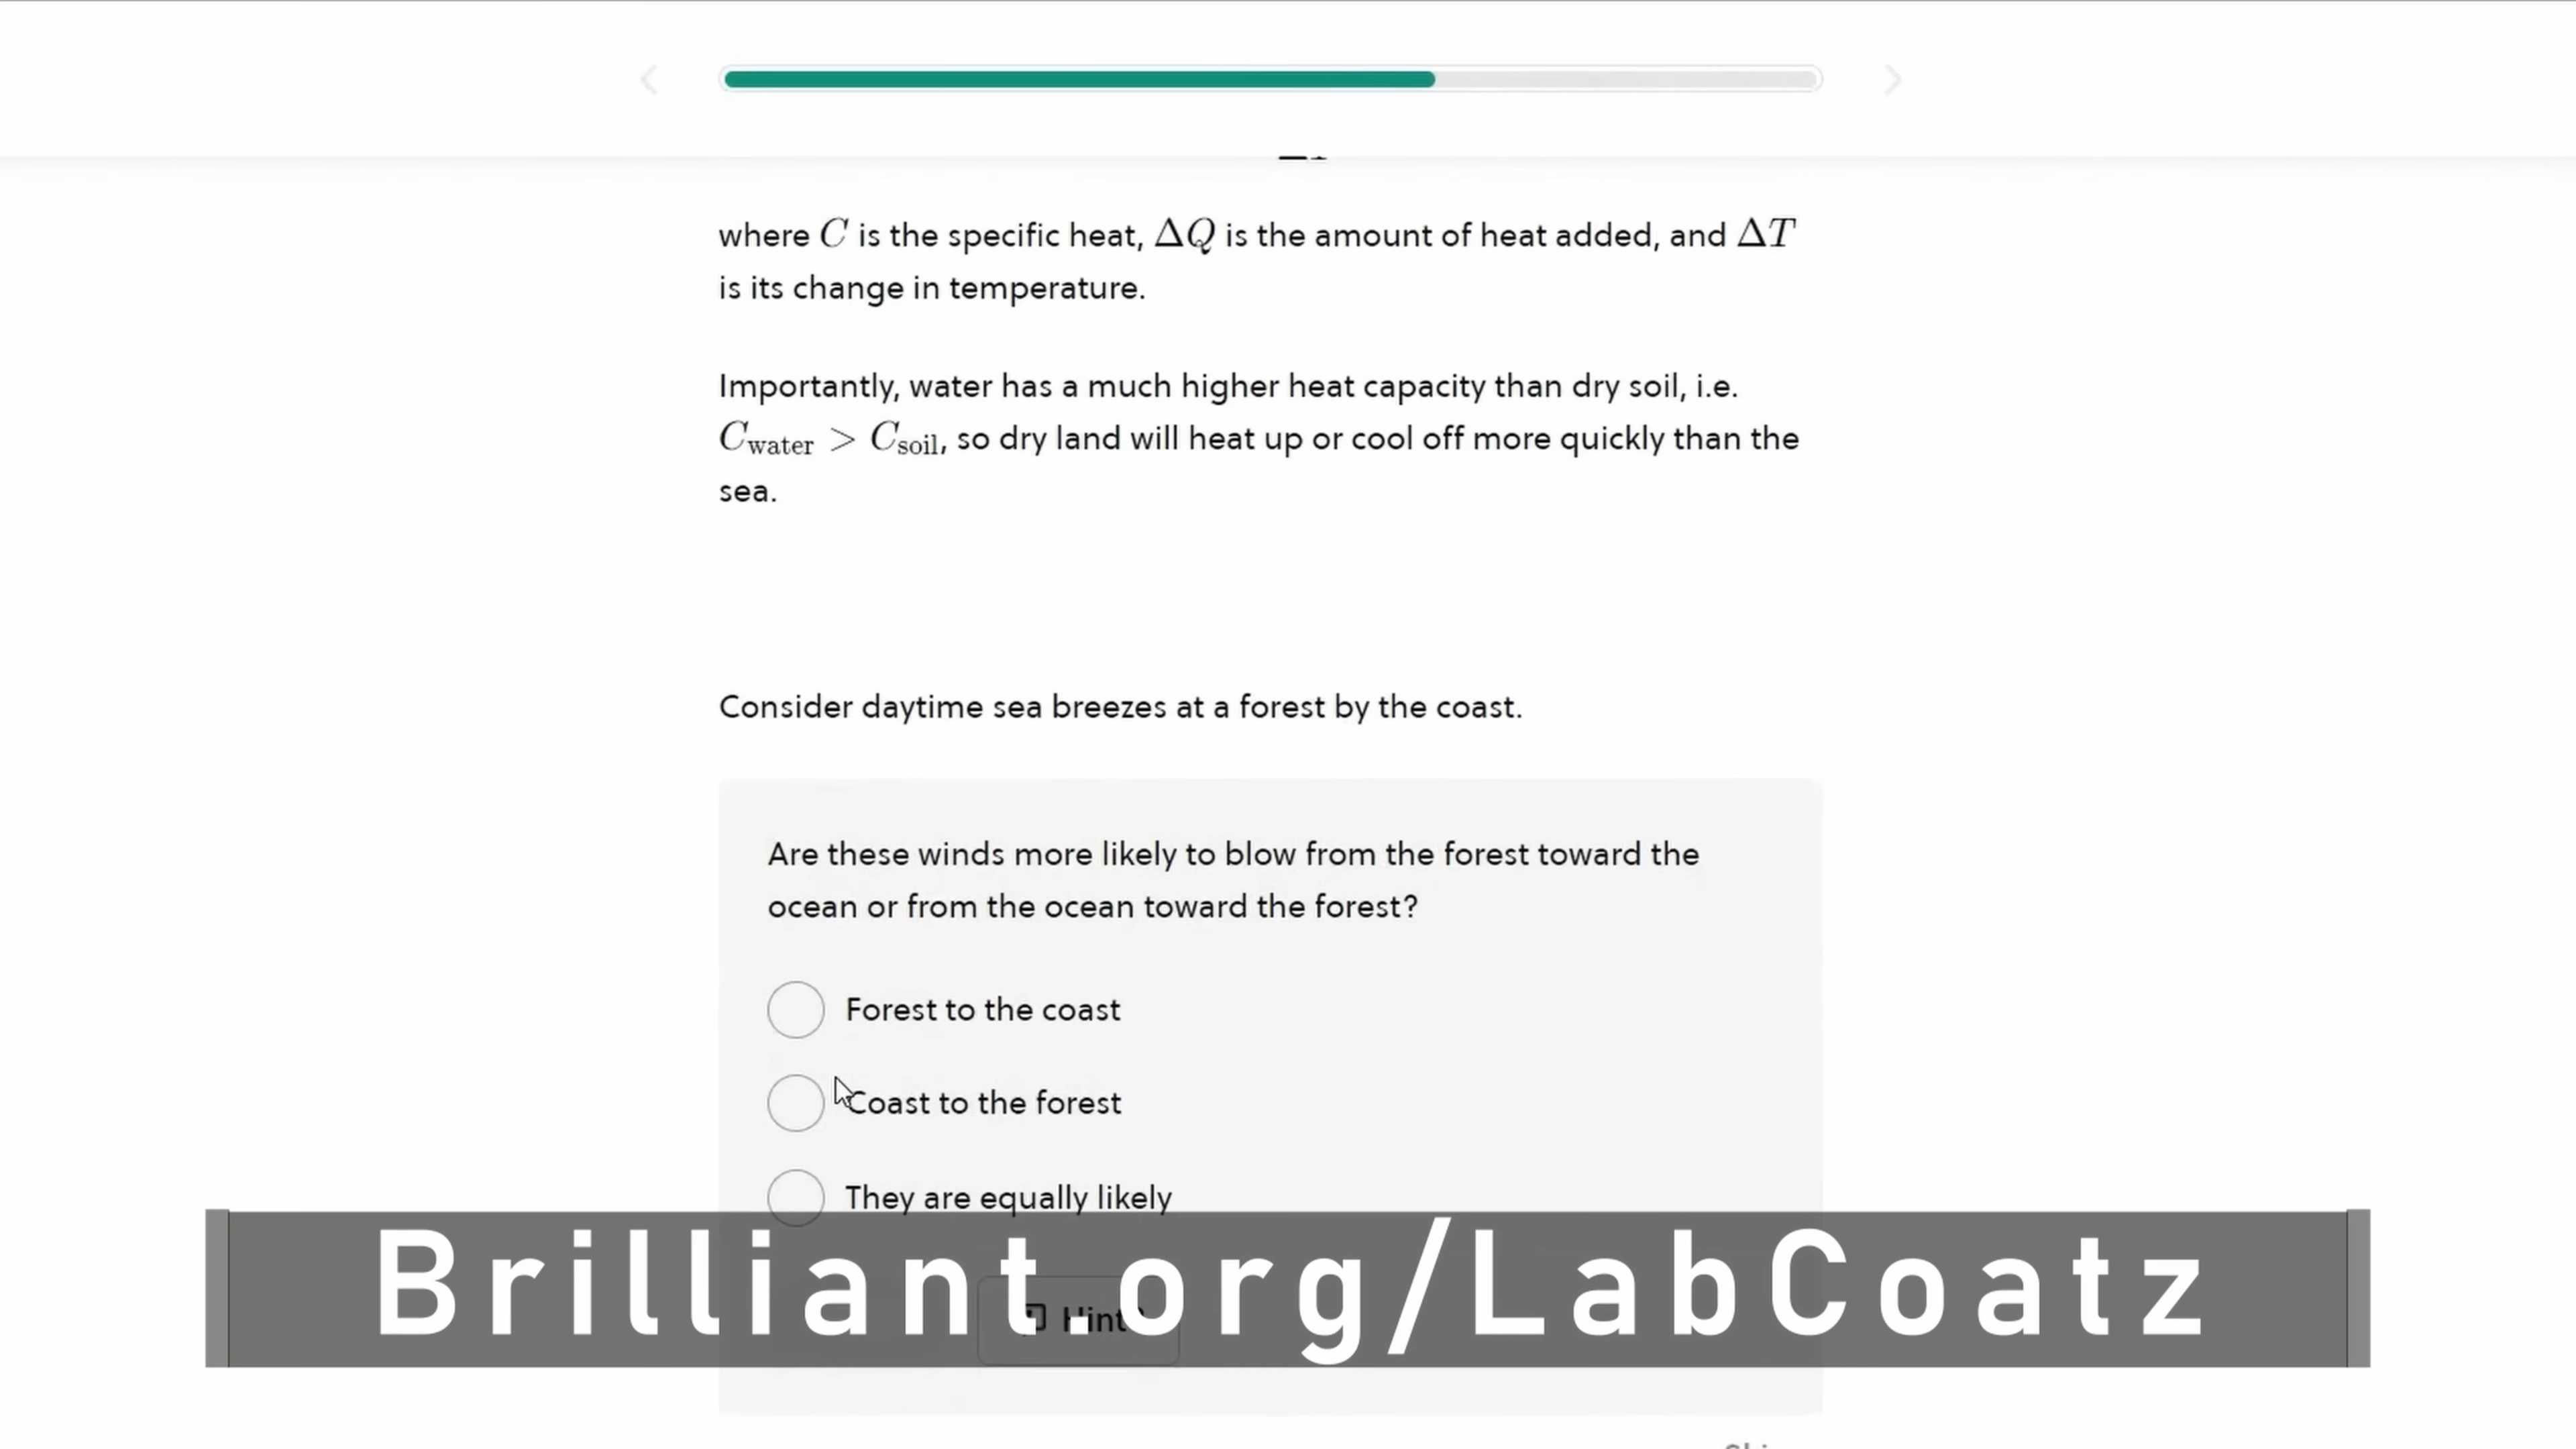 where C is the specific heat, ΔQ is the amount of heat added, and ΔT
is its change in temperature.
Importantly, water has a much higher heat capacity than dry soil, i.e.
C_water > C_soil, so dry land will heat up or cool off more quickly than the
sea.
Consider daytime sea breezes at a forest by the coast.
Are these winds more likely to blow from the forest toward the
ocean or from the ocean toward the forest?
Forest to the coast
Coast to the forest
They are equally likely
Brilliant.org/LabCoatz
Hint